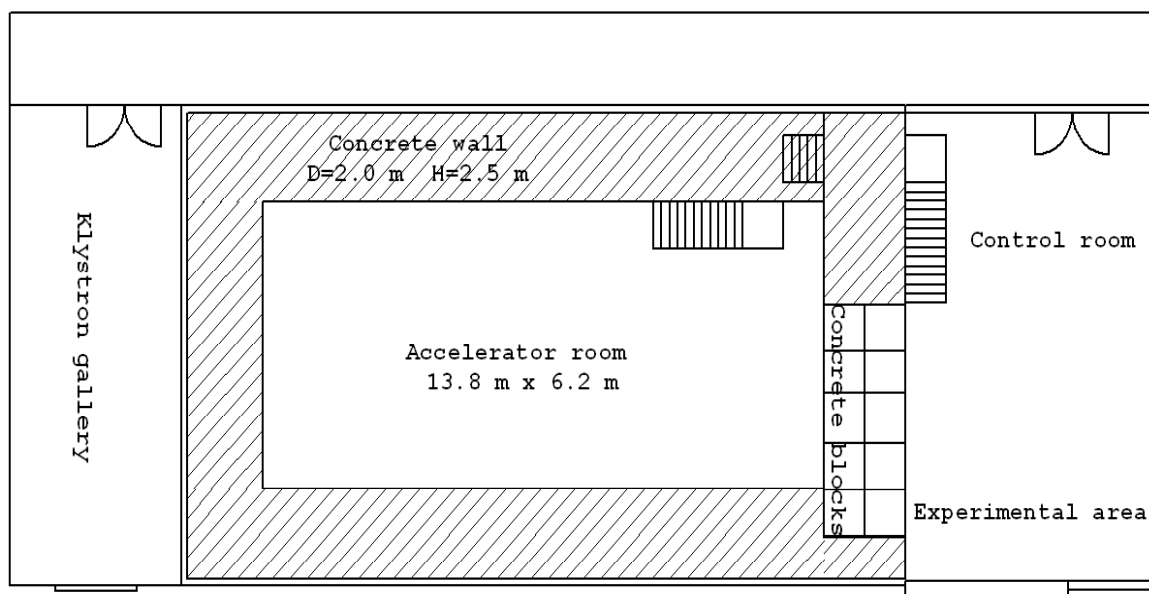 Concrete wall
D=2.0 m H=2.5 m
Klystron gallery
Control room
Accelerator room
13.8 m x 6.2 m
Concrete blocks
Experimental area